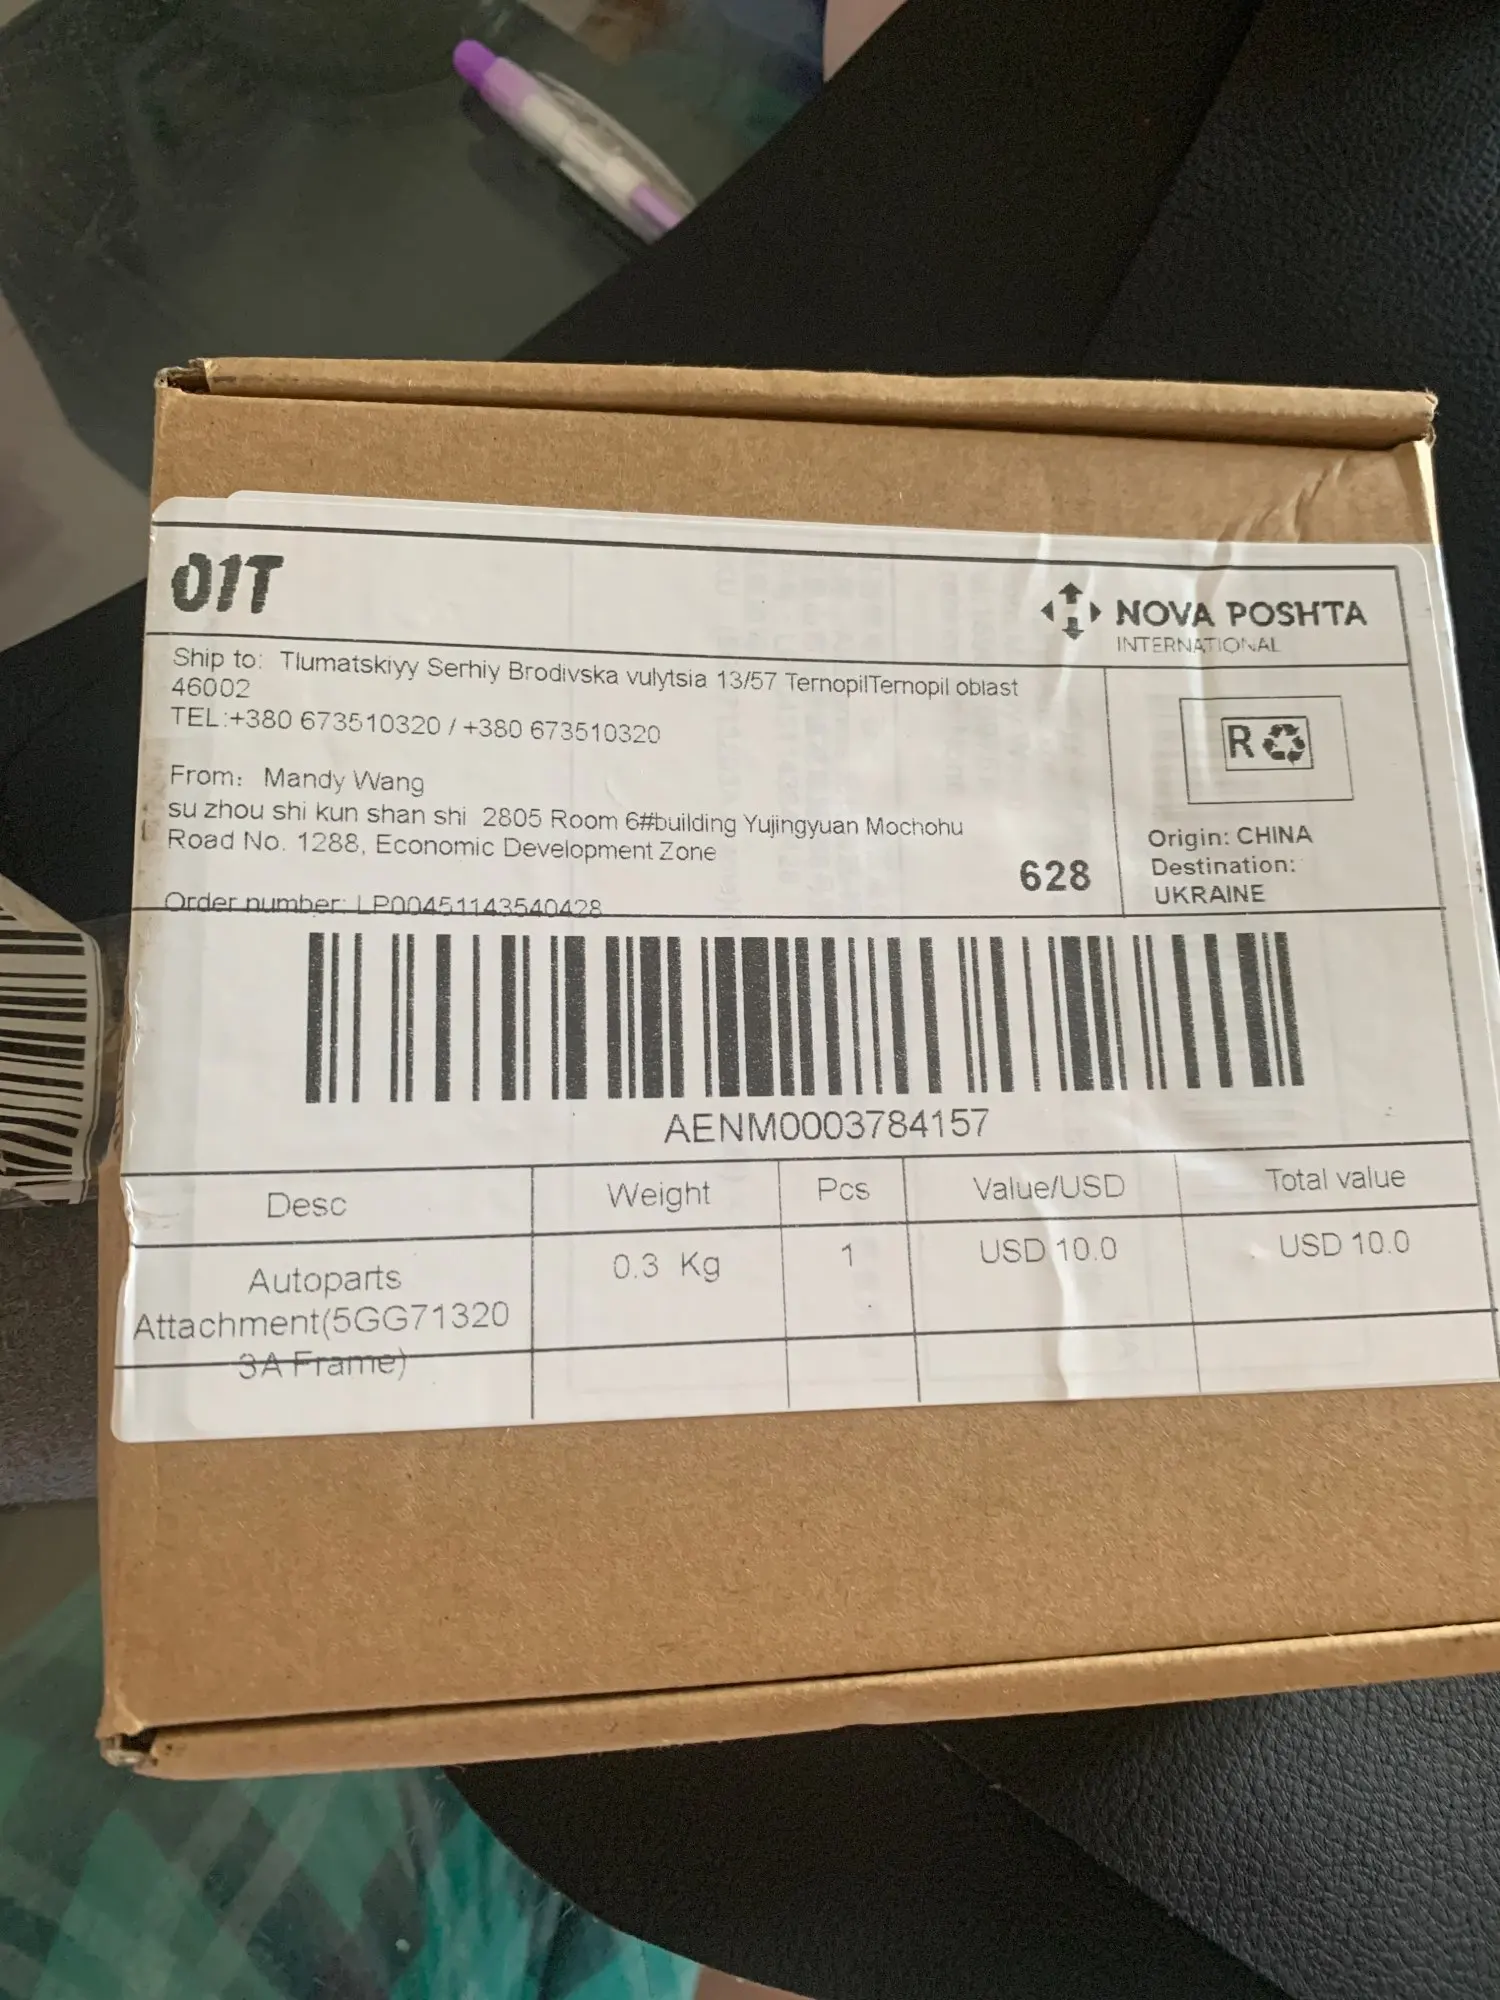 01T
NOVA POSHTA
INTERNATIONAL
Ship to: Tlumatskiyy Serhiy Brodivska vulytsia 13/57 TernopilTernopil oblast
46002
TEL:+380 673510320 / +380 673510320
From: Mandy Wang
su zhou shi kun shan shi 2805 Room 6#building Yujingyuan Mochohu
Road No. 1288, Economic Development Zone
628
Order number: LP00451143540428
R
Origin: CHINA
Destination:
UKRAINE
AENM0003784157
Desc Weight Pcs Value/USD Total value
Autoparts 0.3 Kg 1 USD 10.0 USD 10.0
Attachment(5GG71320
3A Frame)